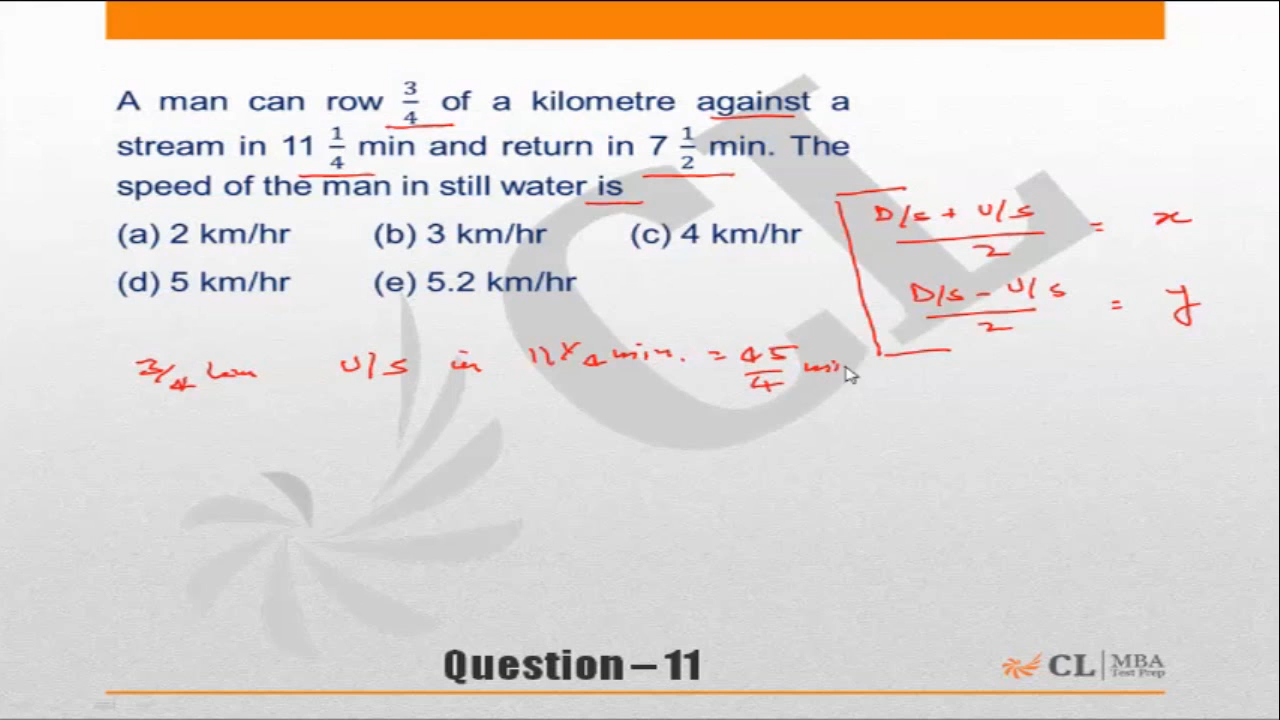 A man can row 3/4 of a kilometre against a
stream in 11 1/4 min and return in 7 1/2 min. The
speed of the man in still water is
(a) 2 km/hr (b) 3 km/hr (c) 4 km/hr
(d) 5 km/hr (e) 5.2 km/hr
D/s + U/s / 2 = x
D/s - U/s / 2 = y
3/4 km U/S in 11 1/4 min. = 45/4 min
CL
Question – 11
CL MBA
Test Prep